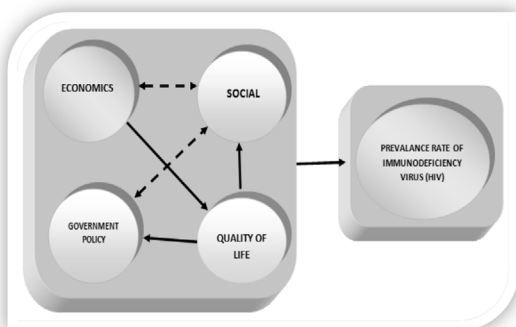 ECONOMICS
SOCIAL
GOVERNMENT
POLICY
QUALITY OF
LIFE
PREVALANCE RATE OF
IMMUNODEFICIENCY
VIRUS (HIV)